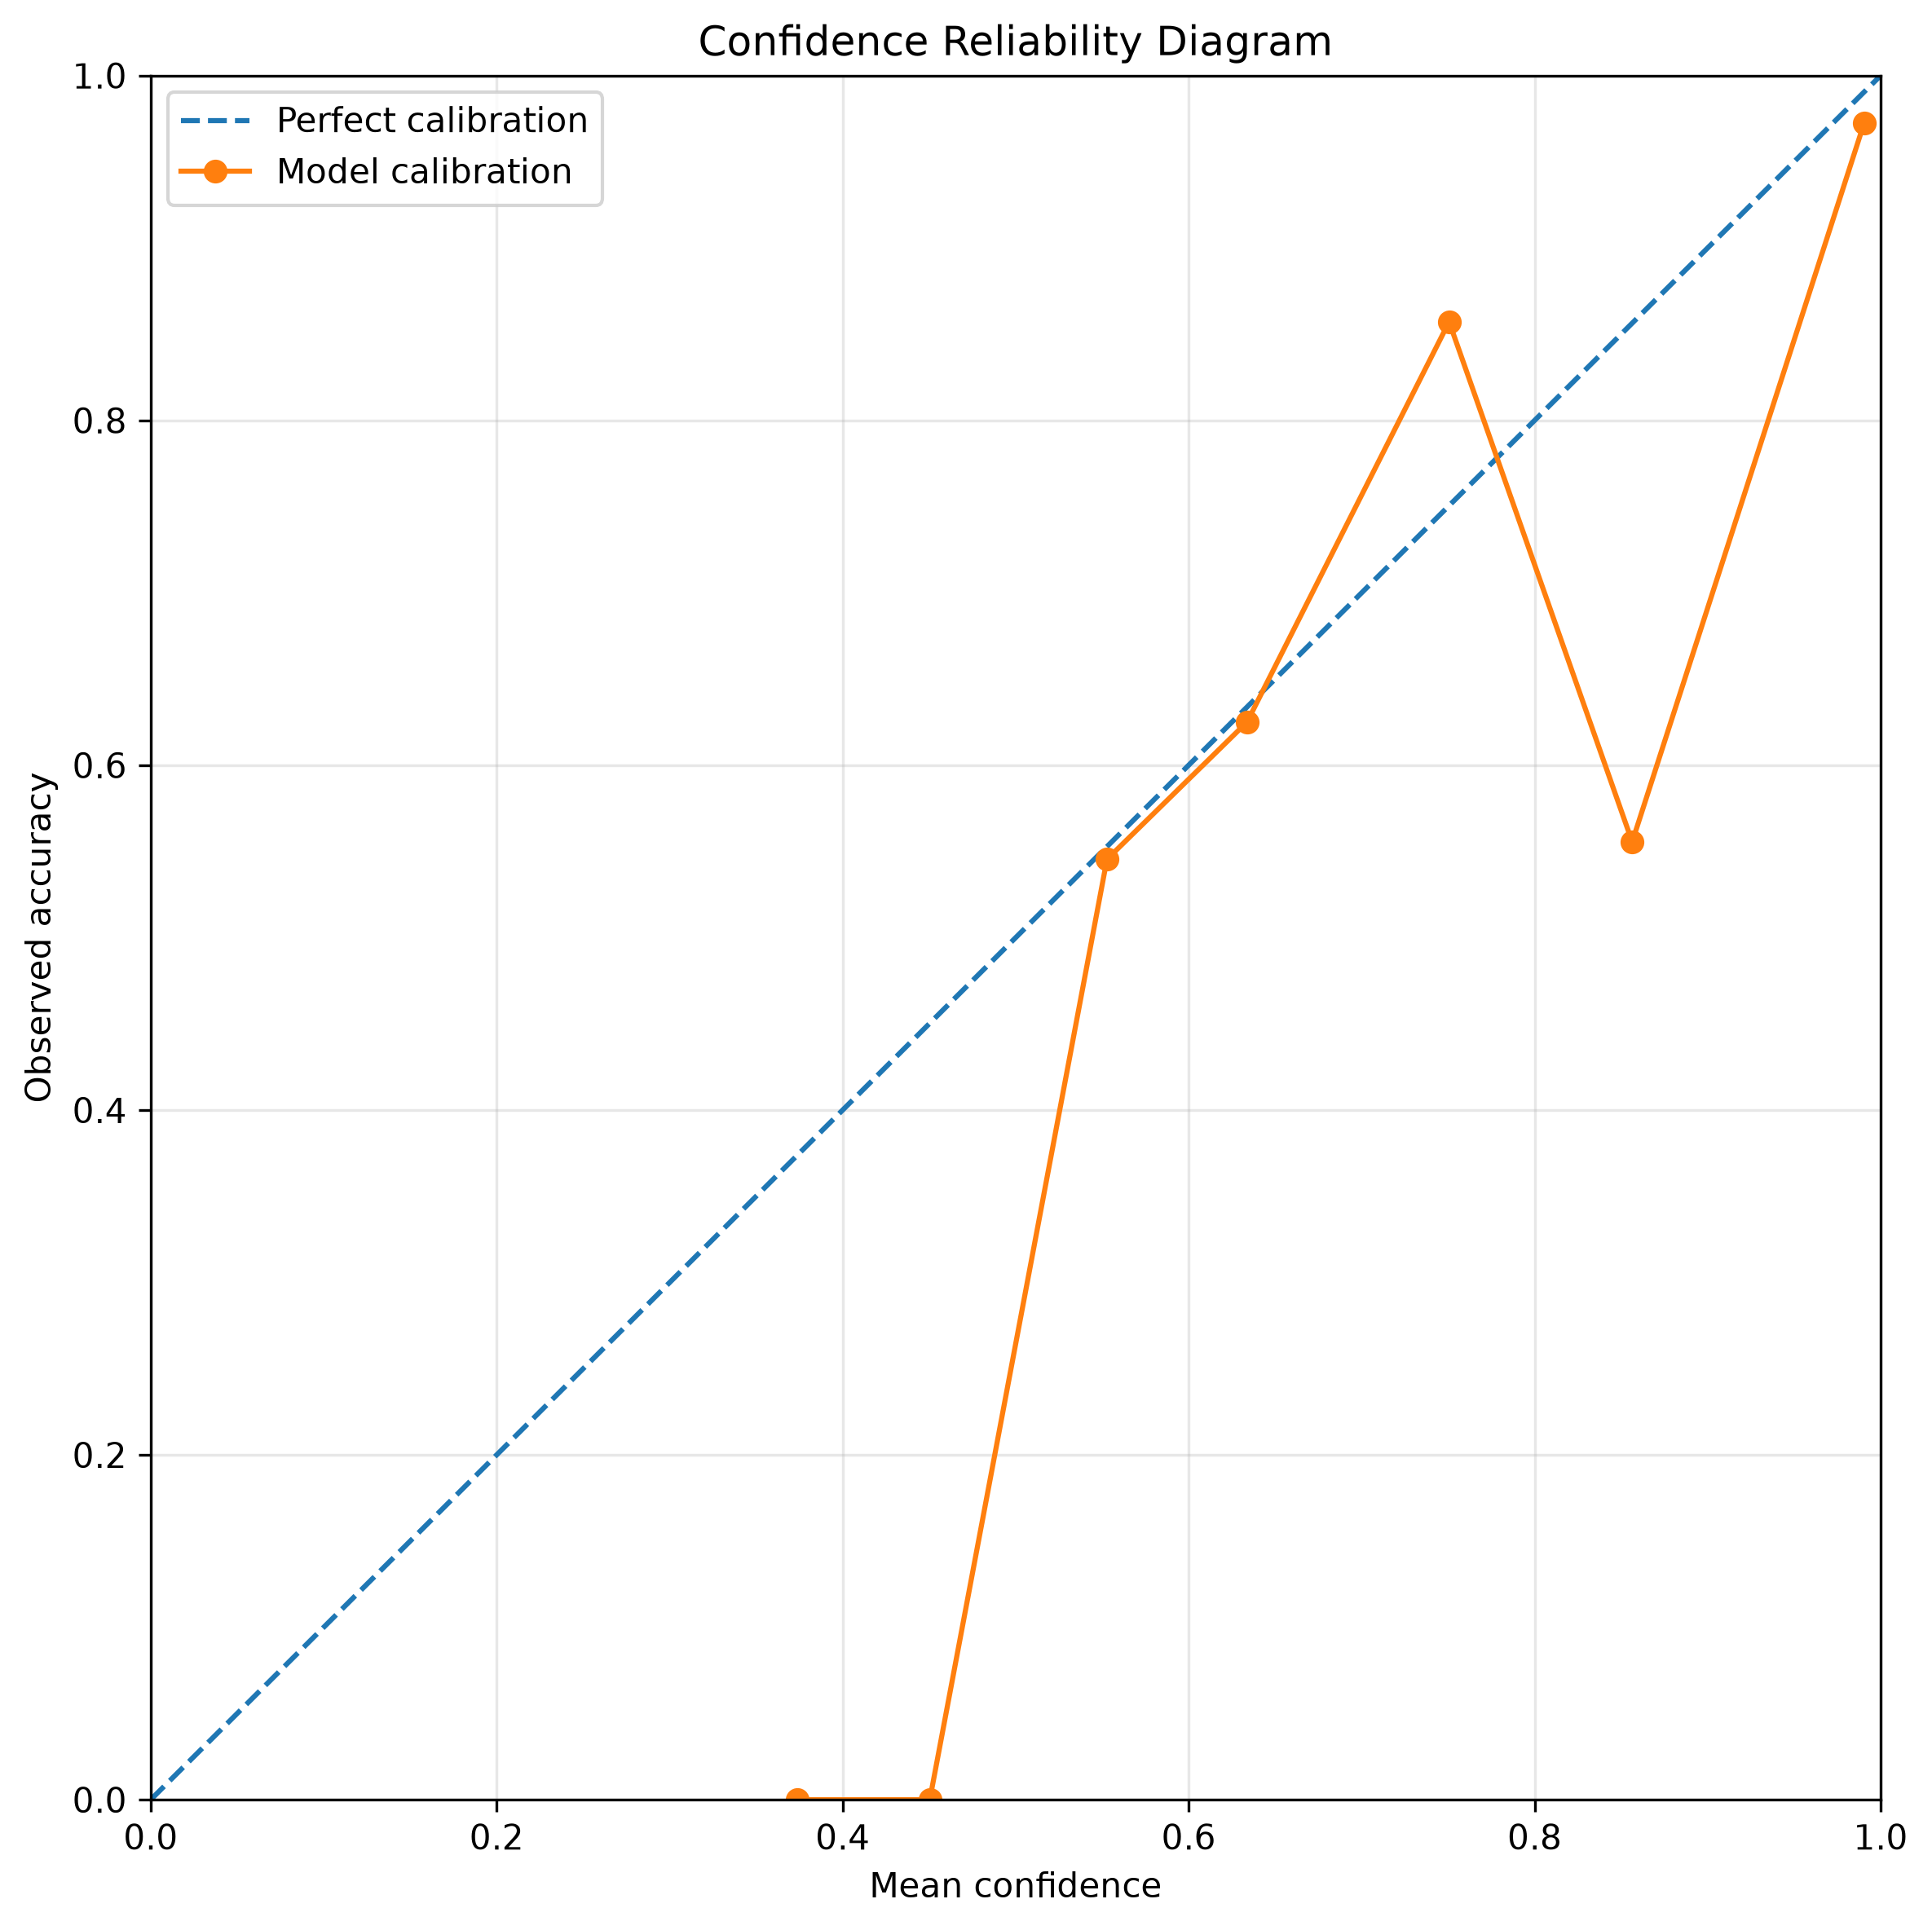 Confidence Reliability Diagram
Perfect calibration
Model calibration
1.0
0.8
0.6
0.4
0.2
0.0
Observed accuracy
0.0 0.2 0.4 0.6 0.8 1.0
Mean confidence